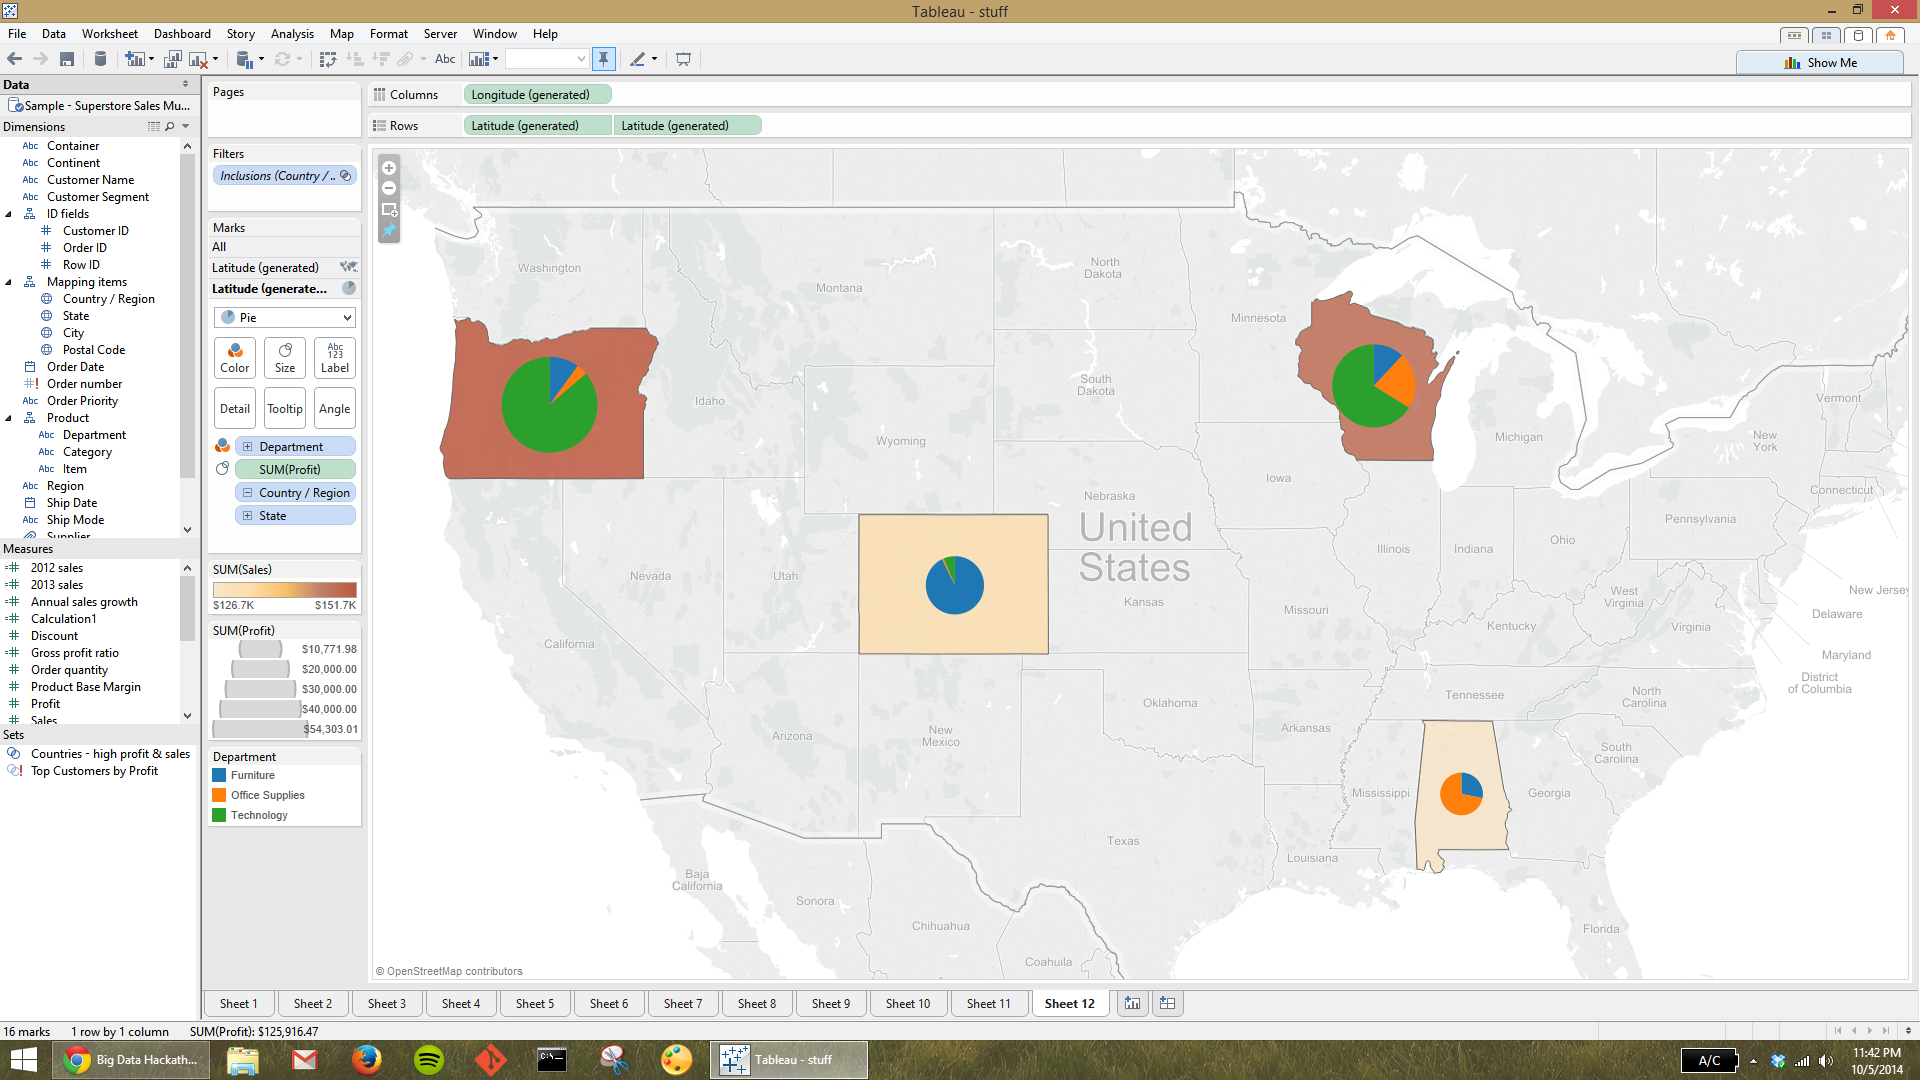 Tableau - stuff
File Data Worksheet Dashboard Story Analysis Map Format Server Window Help
Abc
Show Me
Data
Sample - Superstore Sales Mu...
Dimensions
Abc Container
Abc Continent
Abc Customer Name
Abc Customer Segment
ID fields
Customer ID
Order ID
Row ID
Mapping items
Country / Region
State
City
Postal Code
Order Date
Order number
Abc Order Priority
Product
Abc Department
Abc Category
Abc Item
Abc Region
Ship Date
Abc Ship Mode
Supplier
Measures
2012 sales
2013 sales
Annual sales growth
Calculation1
Discount
Gross profit ratio
Order quantity
Product Base Margin
Profit
Sales
Sets
Countries - high profit & sales
Top Customers by Profit
Pages
Filters
Inclusions (Country / ..
Marks
All
Latitude (generated)
Latitude (generate...
Pie
Color Size Abc 123 Label
Detail Tooltip Angle
Department
SUM(Profit)
Country / Region
State
SUM(Sales)
$126.7K $151.7K
SUM(Profit)
$10,771.98
$20,000.00
$30,000.00
$40,000.00
$54,303.01
Department
Furniture
Office Supplies
Technology
Columns Longitude (generated)
Rows Latitude (generated) Latitude (generated)
Washington
Montana
North
Dakota
Minnesota
Idaho
South
Dakota
Wyoming
Michigan
Vermont
New
York
Iowa
Nebraska
Connecticut
Pennsylvania
United
States
Nevada
Utah
Illinois
Indiana
Ohio
New Jersey
Kansas
Missouri
West
Virginia
Delaware
California
Kentucky
Virginia
Maryland
District
of Columbia
Tennessee
North
Carolina
Oklahoma
Arkansas
Arizona
New
Mexico
South
Carolina
Mississippi
Georgia
Texas
Louisiana
Baja
California
Sonora
Chihuahua
Florida
Coahuila
© OpenStreetMap contributors
Sheet 1 Sheet 2 Sheet 3 Sheet 4 Sheet 5 Sheet 6 Sheet 7 Sheet 8 Sheet 9 Sheet 10 Sheet 11 Sheet 12
16 marks 1 row by 1 column SUM(Profit): $125,916.47
Big Data Hackath...
C:\_
Tableau - stuff
A/C
11:42 PM
10/5/2014